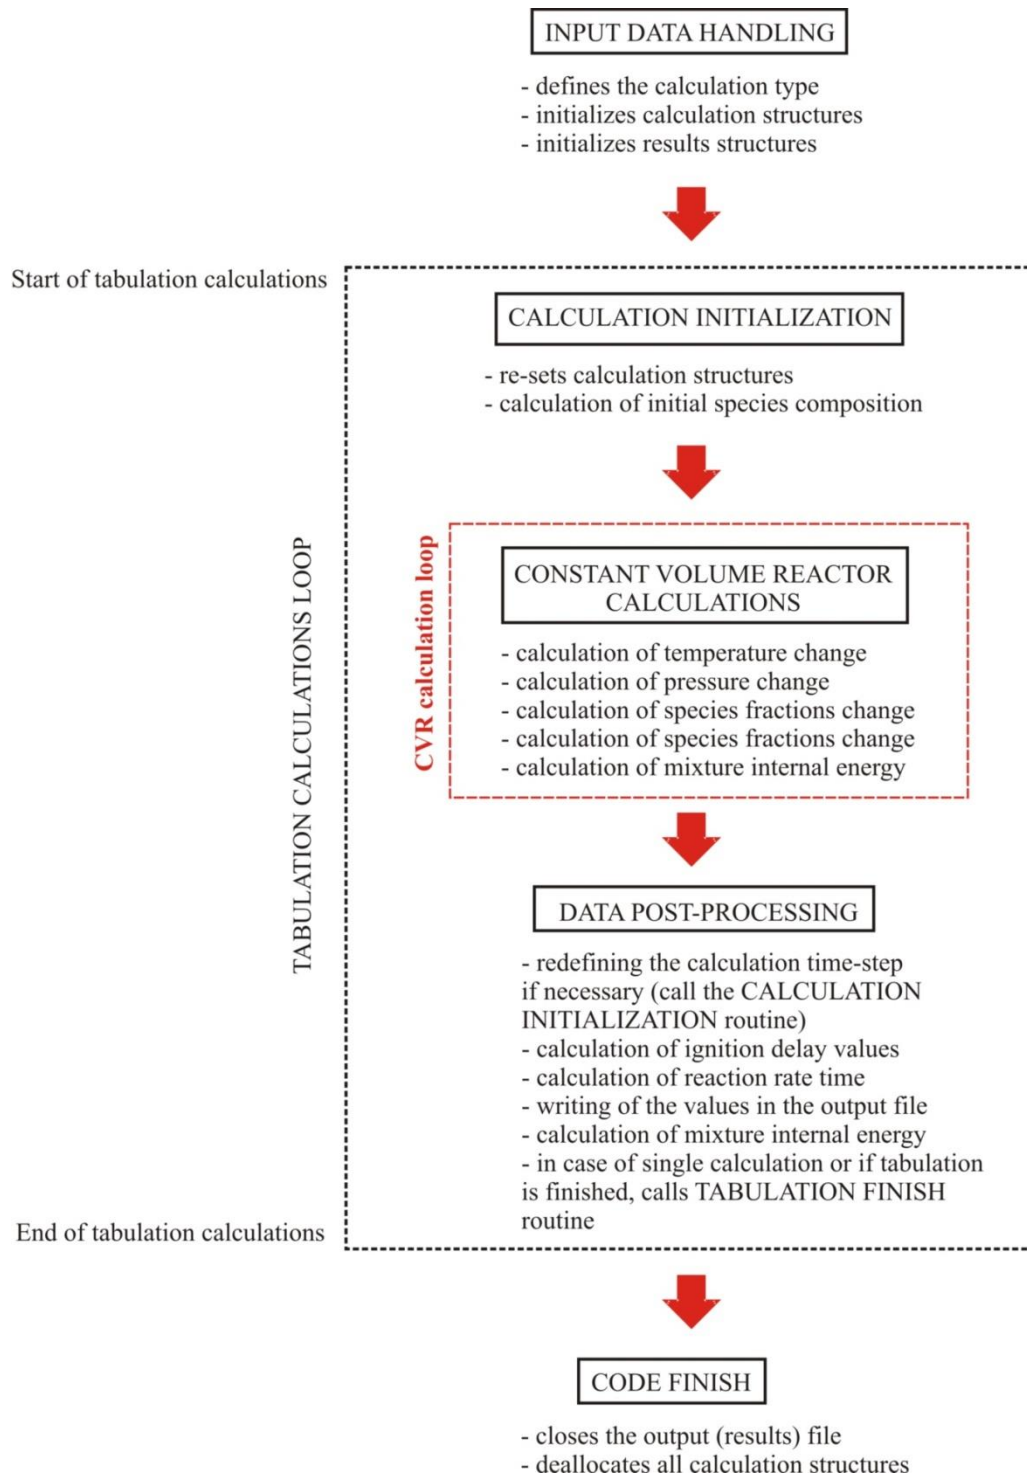 INPUT DATA HANDLING
- defines the calculation type
- initializes calculation structures
- initializes results structures
Start of tabulation calculations
CALCULATION INITIALIZATION
- re-sets calculation structures
- calculation of initial species composition
TABULATION CALCULATIONS LOOP
CVR calculation loop
CONSTANT VOLUME REACTOR
CALCULATIONS
- calculation of temperature change
- calculation of pressure change
- calculation of species fractions change
- calculation of species fractions change
- calculation of mixture internal energy
DATA POST-PROCESSING
- redefining the calculation time-step
if necessary (call the CALCULATION
INITIALIZATION routine)
- calculation of ignition delay values
- calculation of reaction rate time
- writing of the values in the output file
- calculation of mixture internal energy
- in case of single calculation or if tabulation
is finished, calls TABULATION FINISH
routine
End of tabulation calculations
CODE FINISH
- closes the output (results) file
- deallocates all calculation structures